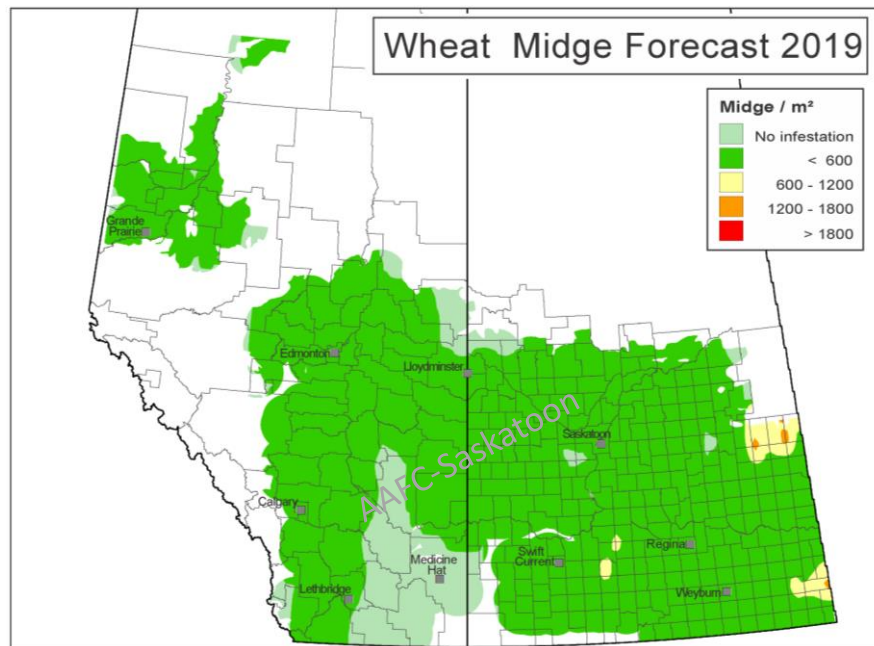 Wheat Midge Forecast 2019
Midge / m²
No infestation
< 600
600 - 1200
1200 - 1800
> 1800
Grande
Prairie
Edmonton
Lloydminster
AAFC-Saskatoon
Saskatoon
Calgary
Medicine
Hat
Swift
Current
Regina
Lethbridge
Weyburn